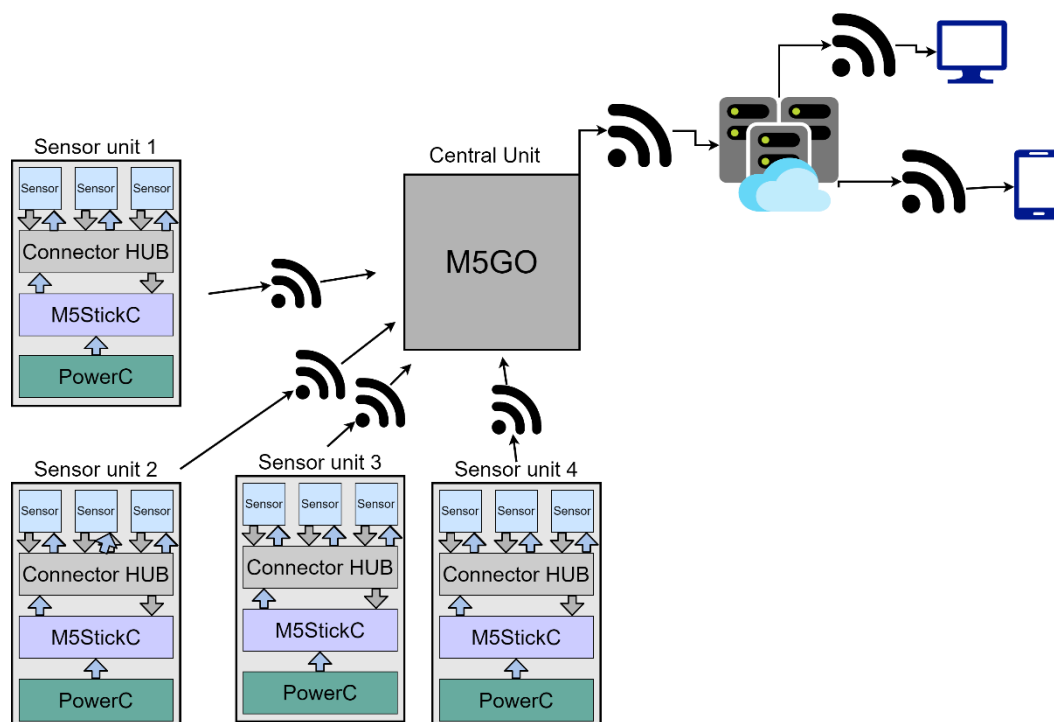 Sensor unit 1
Sensor Sensor Sensor
Connector HUB
M5StickC
PowerC
Central Unit
M5GO
Sensor unit 2
Sensor Sensor Sensor
Connector HUB
M5StickC
PowerC
Sensor unit 3
Sensor Sensor Sensor
Connector HUB
M5StickC
PowerC
Sensor unit 4
Sensor Sensor Sensor
Connector HUB
M5StickC
PowerC